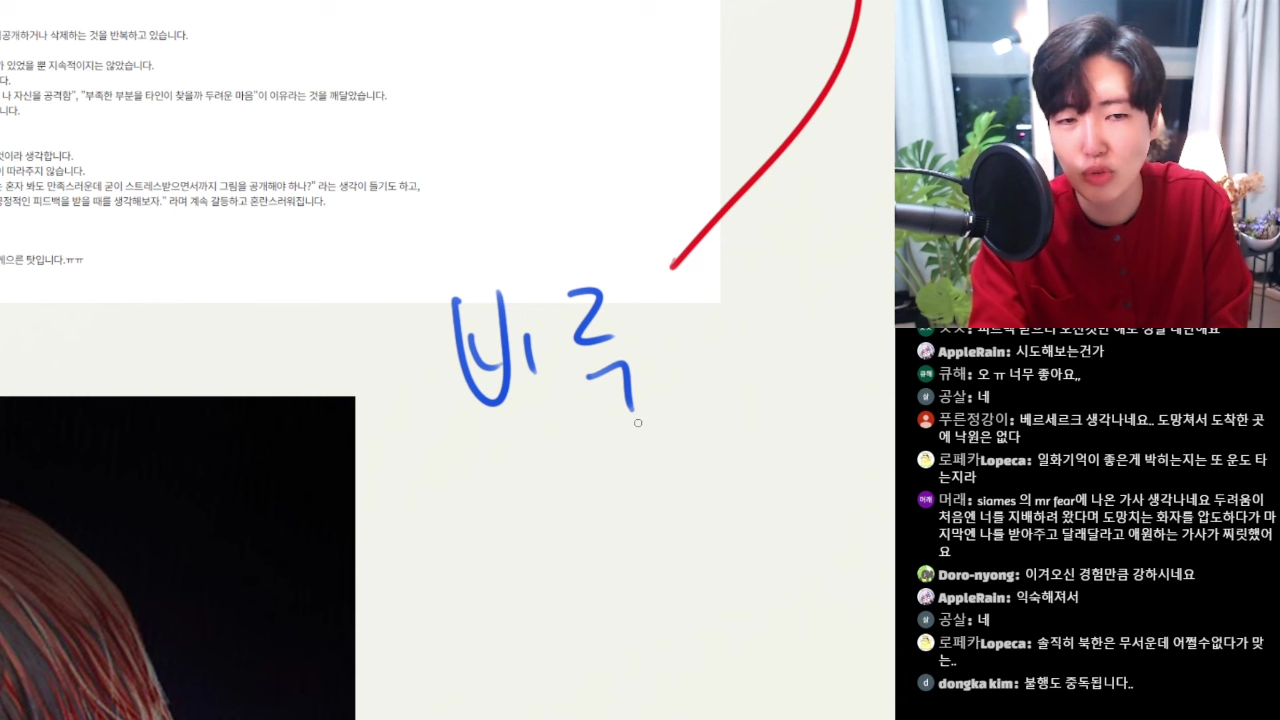 공개하거나 삭제하는 것을 반복하고 있습니다.
가 있었을 뿐 지속적이지는 않았습니다.
다.
나 자신을 공격함", "부족한 부분을 타인이 찾을까 두려운 마음"이 이유라는 것을 깨달았습니다.
니다.
것이라 생각합니다.
이 따라주지 않습니다.
혼자 봐도 만족스러운데 굳이 스트레스받으면서까지 그림을 공개해야 하나?" 라는 생각이 들기도 하고,
긍정적인 피드백을 받을 때를 생각해보자." 라며 계속 갈등하고 혼란스러워집니다.
게으른 탓입니다.ㅠㅠ
AppleRain: 시도해보는건가
큐해: 오 ㅠ 너무 좋아요,,
공살: 네
푸른정강이: 베르세르크 생각나네요.. 도망쳐서 도착한 곳
에 낙원은 없다
로페카Lopeca: 일화기억이 좋은게 박히는지는 또 운도 타
는지라
머래: siames 의 mr fear에 나온 가사 생각나네요 두려움이
처음엔 너를 지배하려 왔다며 도망치는 화자를 압도하다가 마
지막엔 나를 받아주고 달래달라고 애원하는 가사가 찌릿했어
요
Doro-nyong: 이겨오신 경험만큼 강하시네요
AppleRain: 익숙해져서
공살: 네
로페카Lopeca: 솔직히 북한은 무서운데 어쩔수없다가 맞
는..
dongka kim: 불행도 중독됩니다..